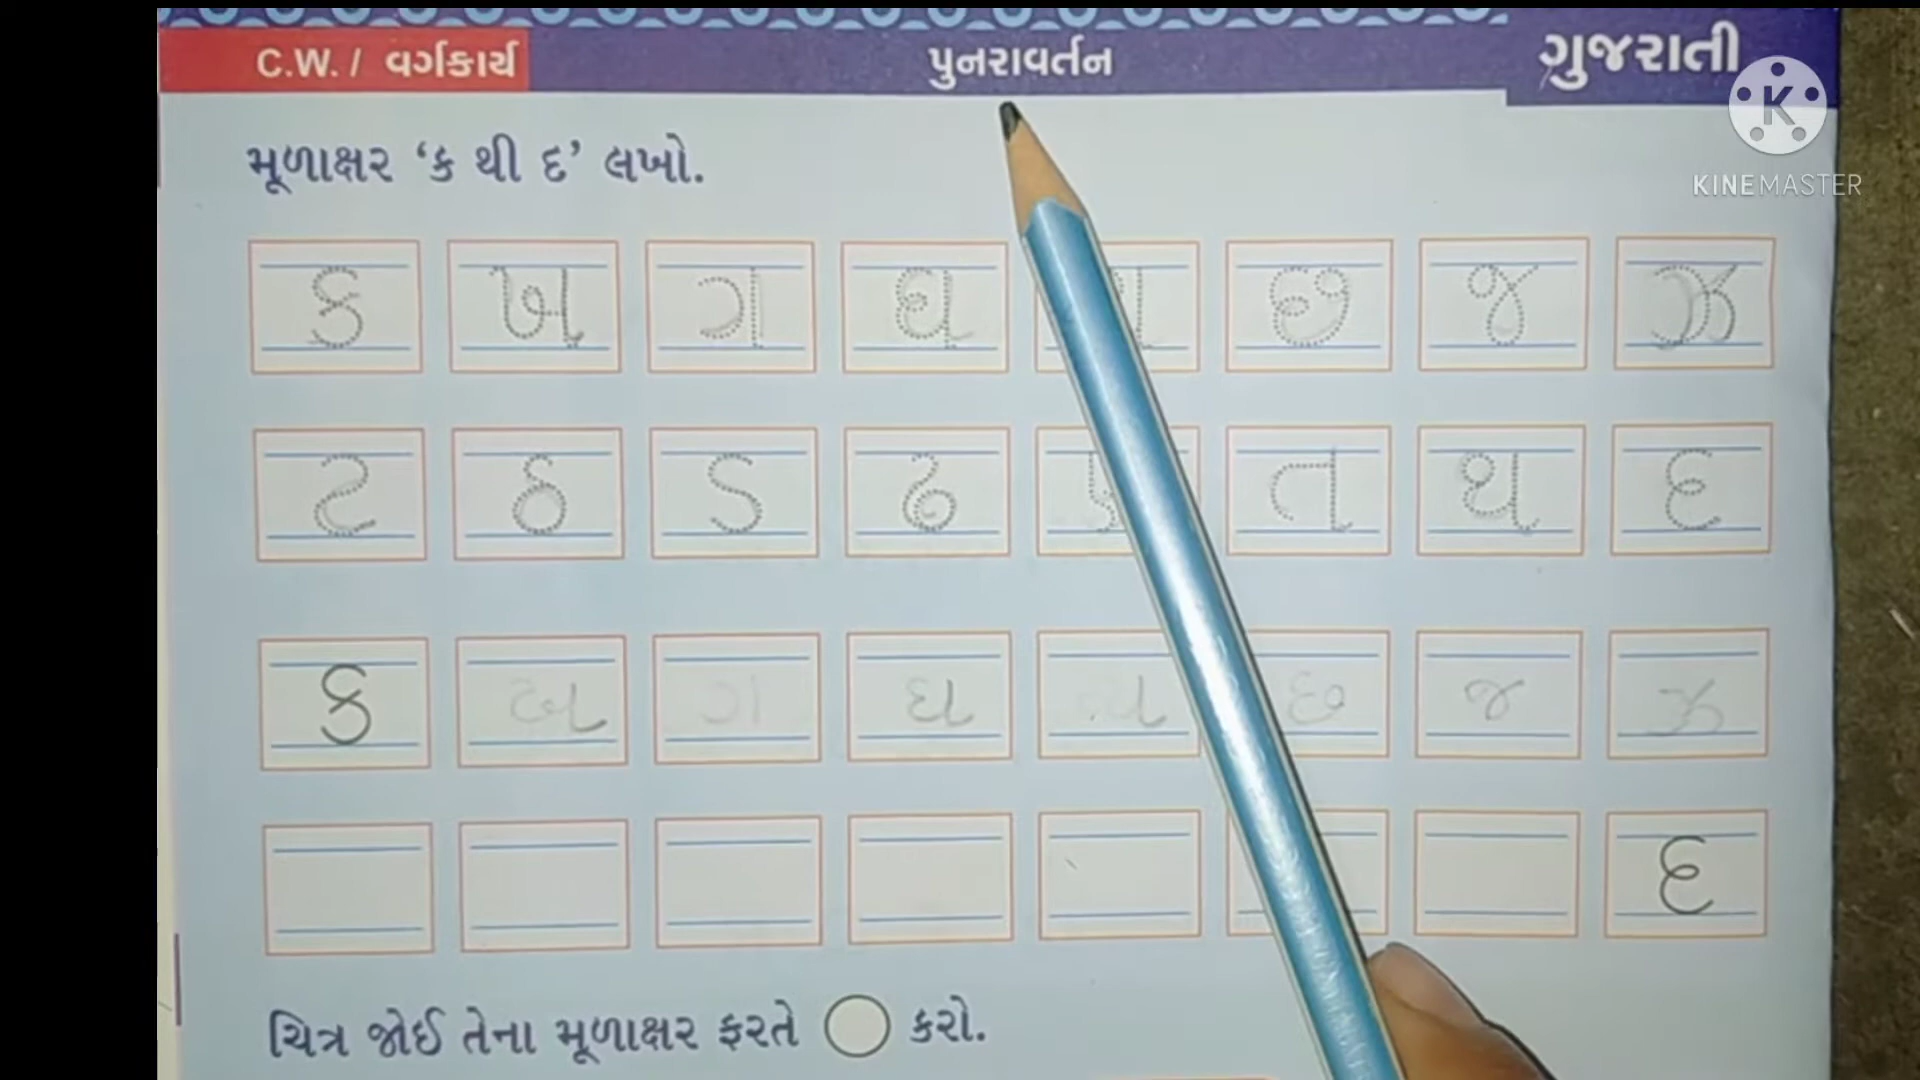 C.W. / વર્ગકાર્ય પુનરાવર્તન ગુજરાતી
KINEMASTER
મૂળાક્ષર ‘ક થી દ’ લખો.
ક ખ ગ ઘ છ જ ઝ
ટ ઠ ડ ઢ ત થ દ
ક ખ ગ ઘ ચ છ જ ઝ
દ
ચિત્ર જોઈ તેના મૂળાક્ષર ફરતે કરો.